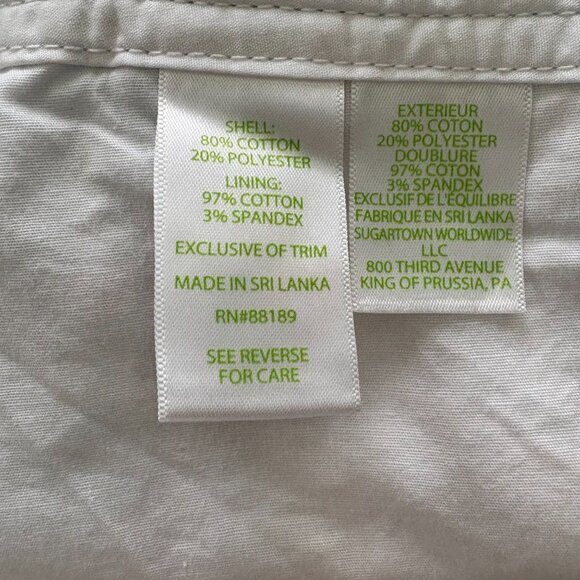 SHELL:
80% COTTON
20% POLYESTER
LINING:
97% COTTON
3% SPANDEX
EXCLUSIVE OF TRIM
MADE IN SRI LANKA
RN#88189
SEE REVERSE
FOR CARE
EXTERIEUR
80% COTON
20% POLYESTER
DOUBLURE
97% COTON
3% SPANDEX
EXCLUSIF DE L'EQUILIBRE
FABRIQUE EN SRI LANKA
SUGARTOWN WORLDWIDE
LLC
800 THIRD AVENUE
KING OF PRUSSIA, PA